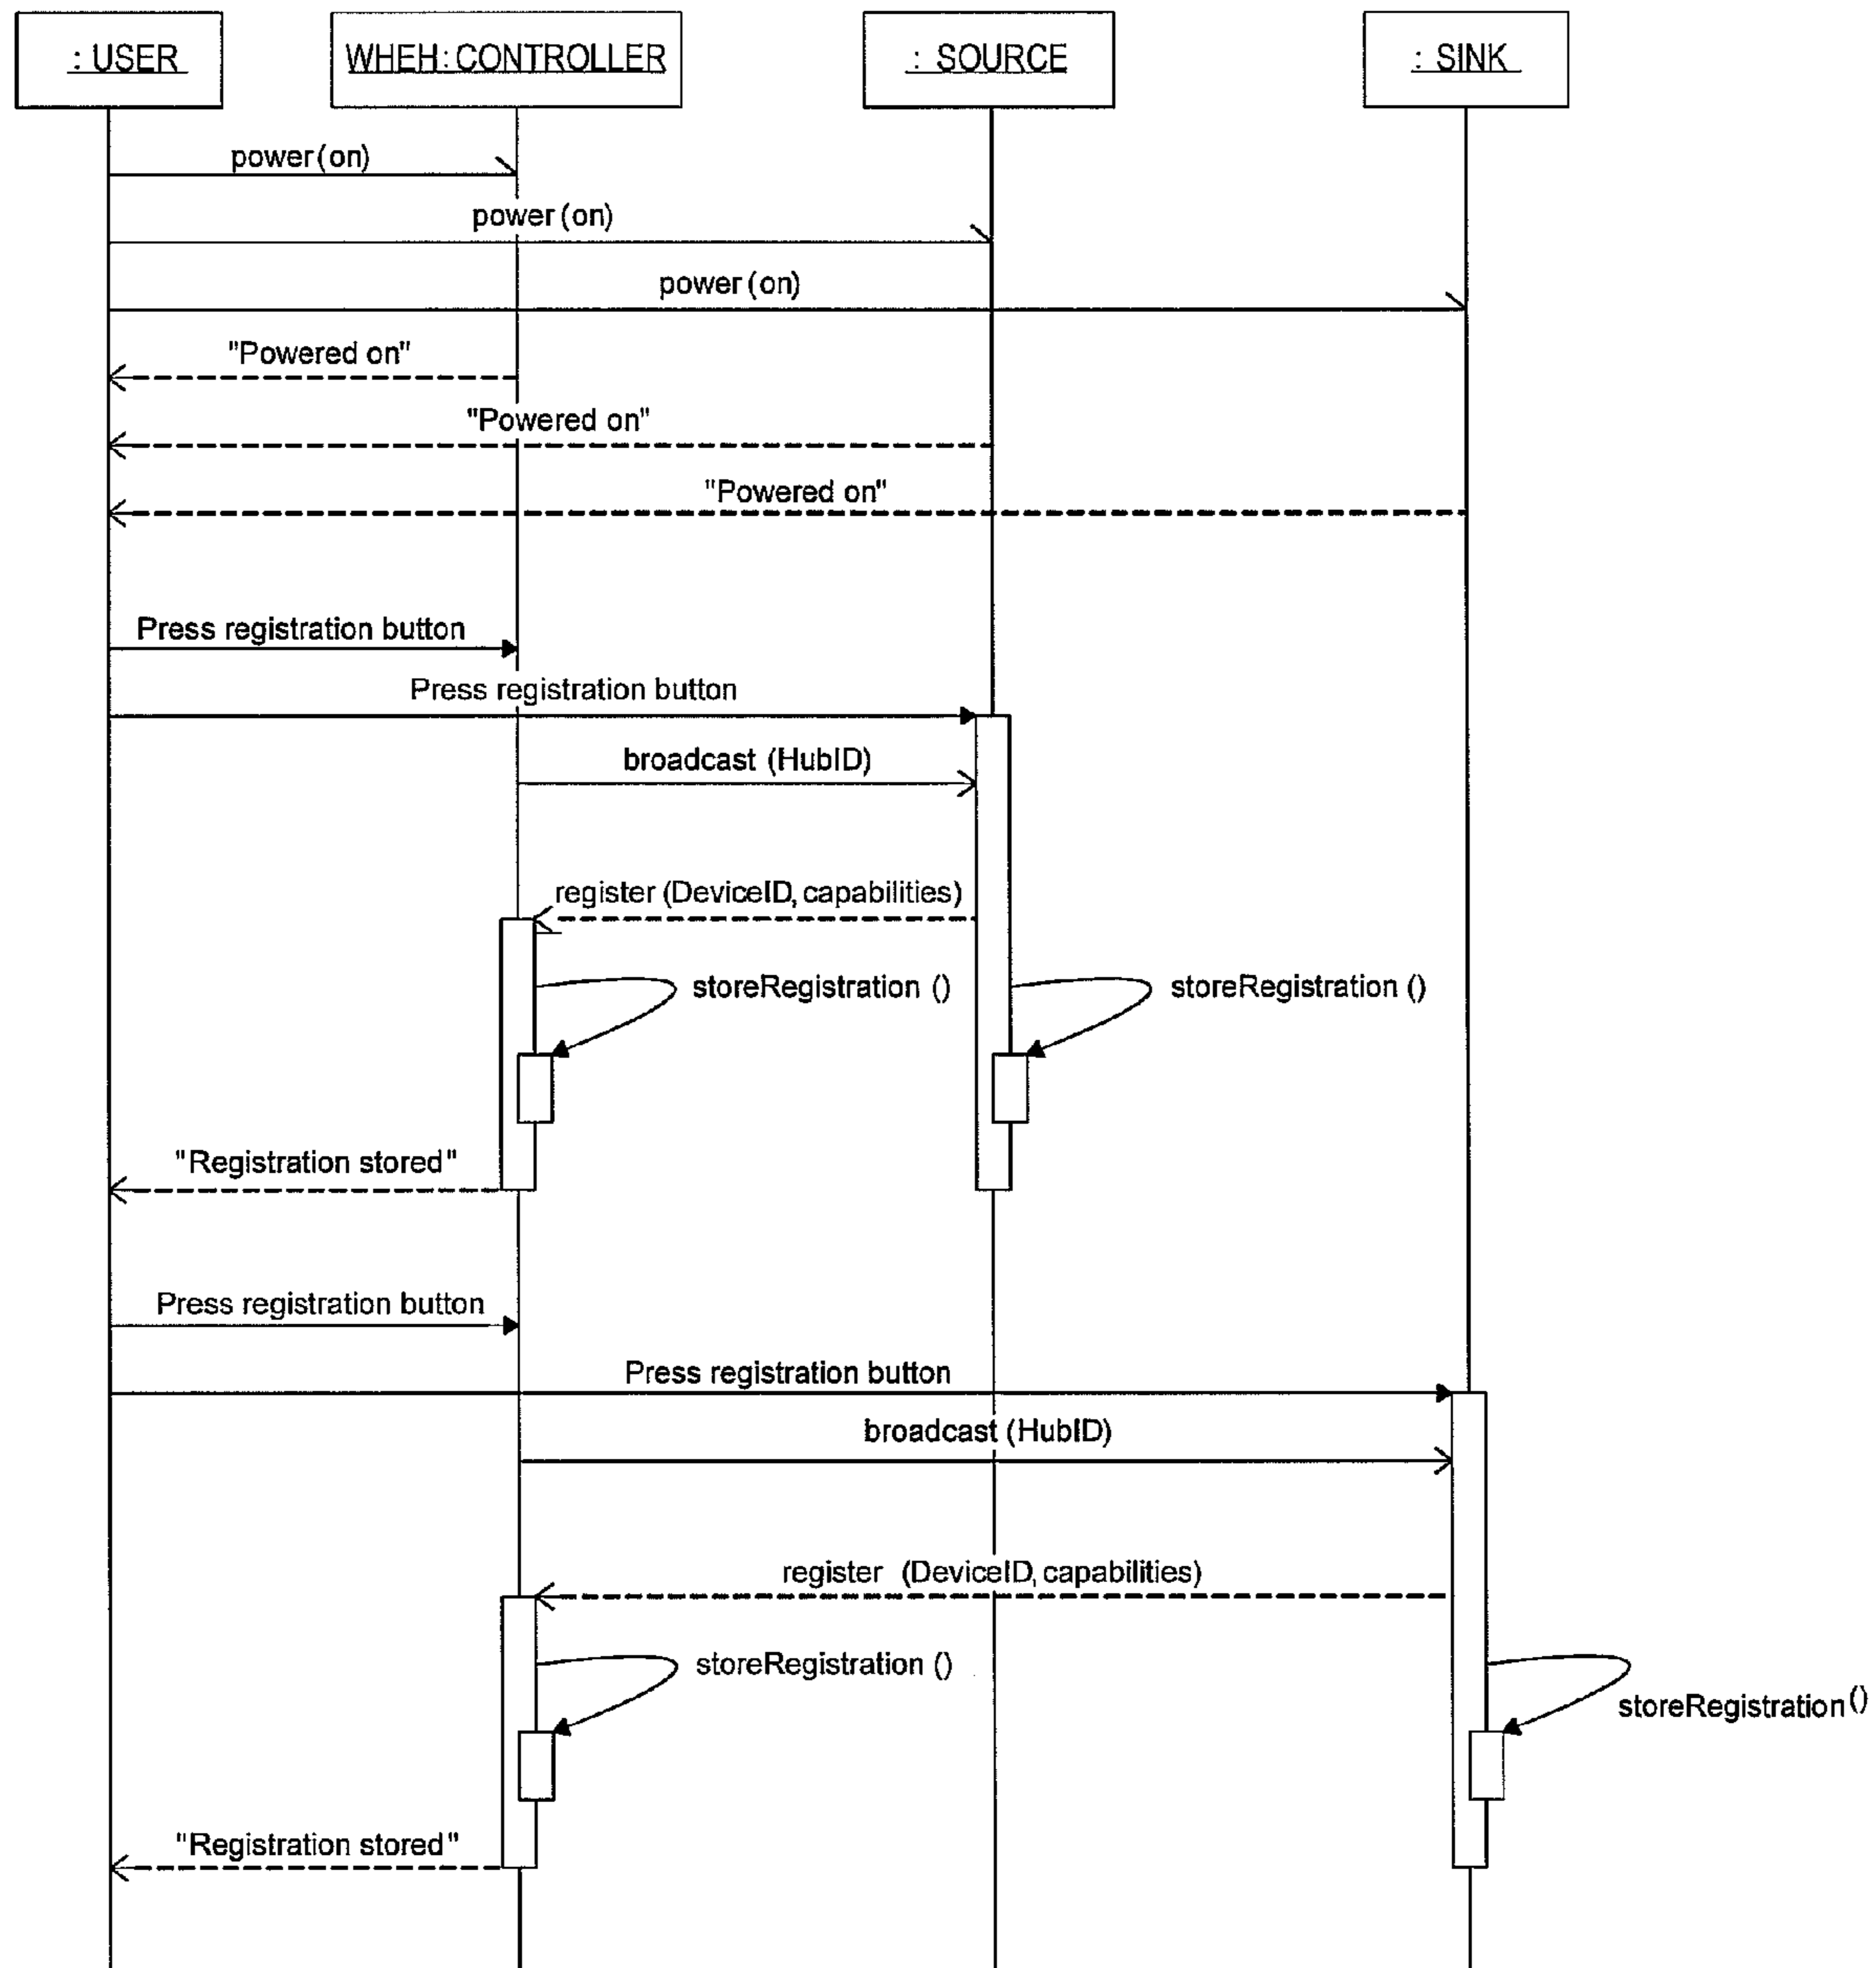 : USER
WHEH: CONTROLLER
: SOURCE
: SINK
power (on)
power (on)
power (on)
"Powered on"
"Powered on"
"Powered on"
Press registration button
Press registration button
broadcast (HubID)
register (DeviceID, capabilities)
storeRegistration ()
storeRegistration ()
"Registration stored"
Press registration button
Press registration button
broadcast (HubID)
register (DeviceID, capabilities)
storeRegistration ()
storeRegistration ()
"Registration stored"